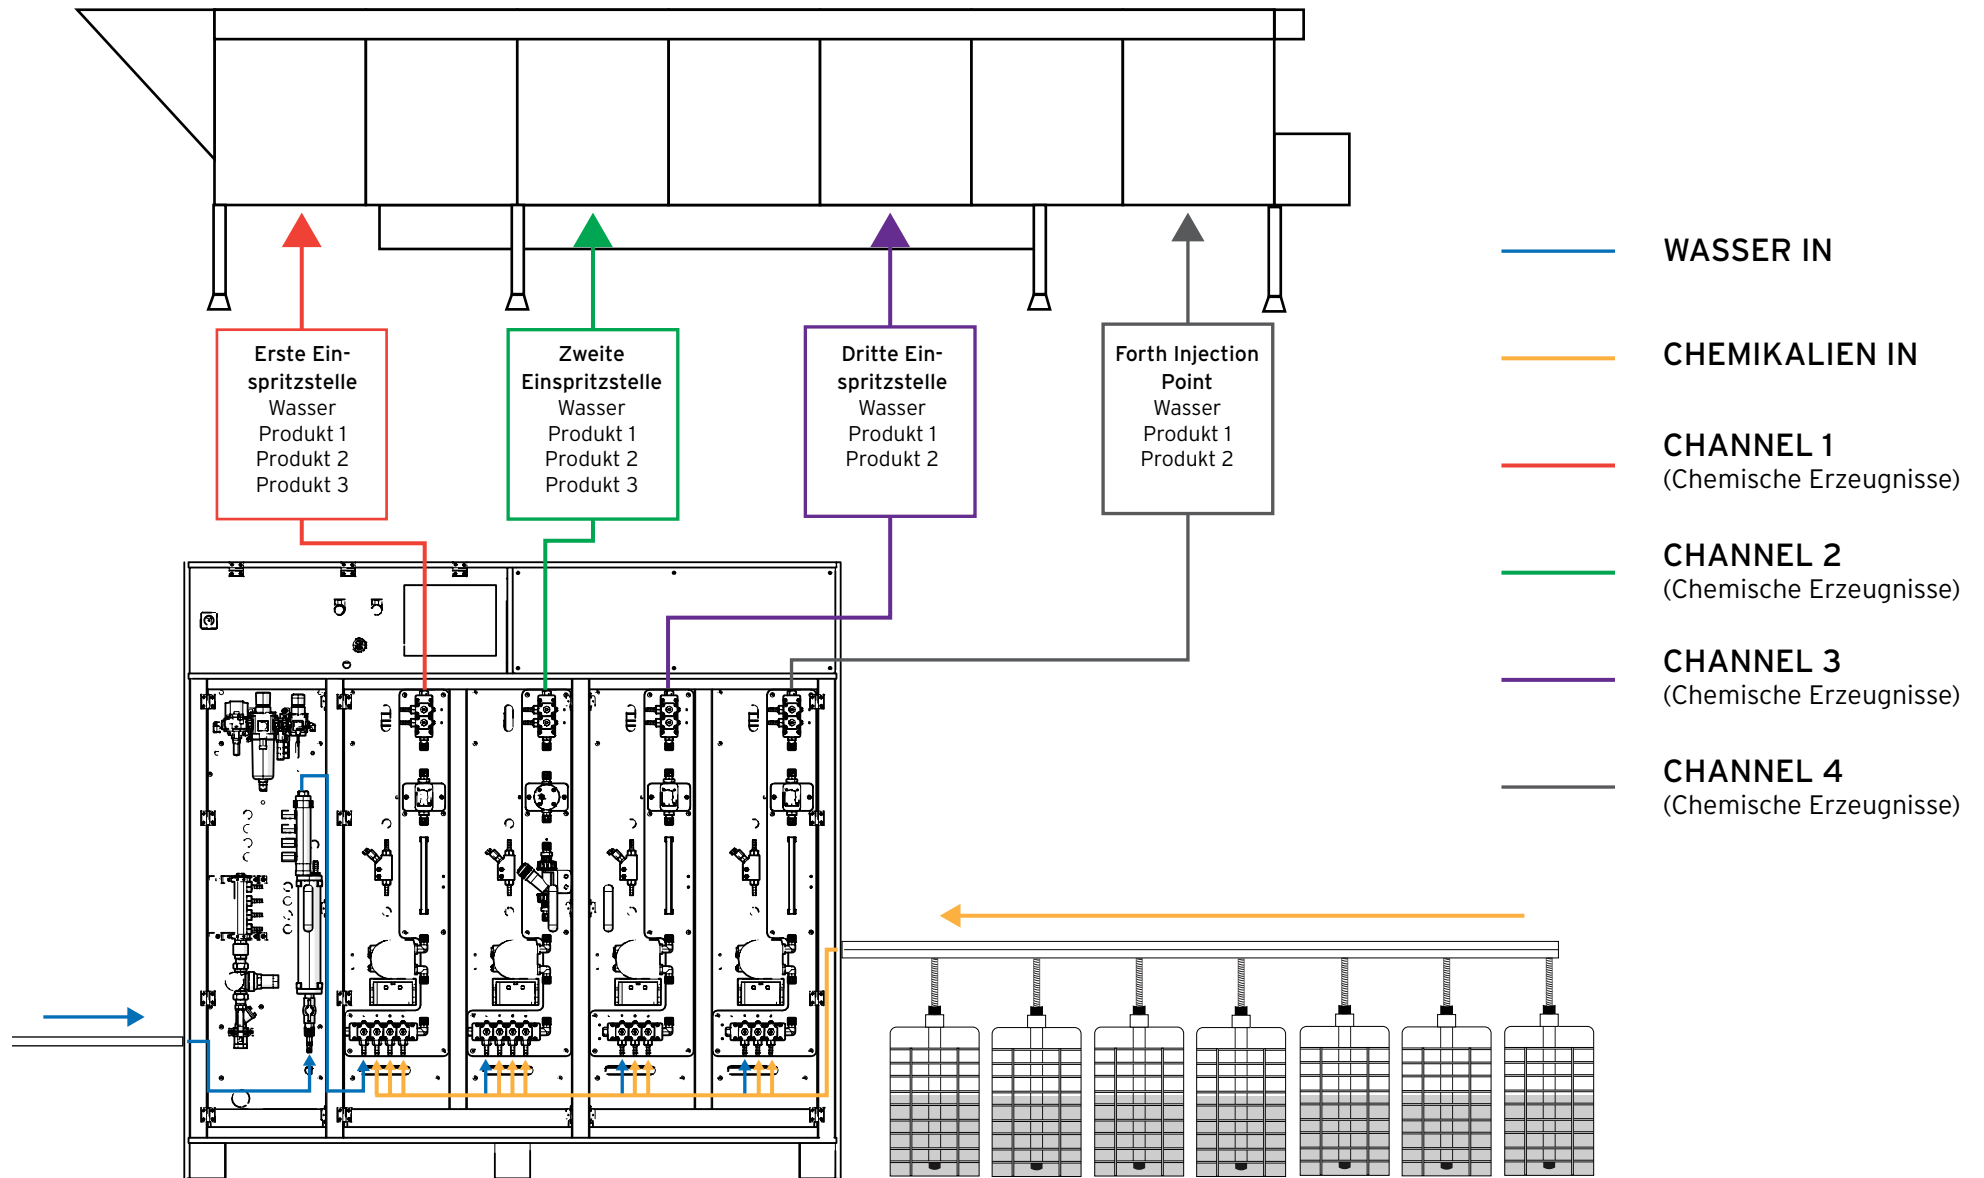 Erste Ein-
spritzstelle
Wasser
Produkt 1
Produkt 2
Produkt 3
Zweite
Einspritzstelle
Wasser
Produkt 1
Produkt 2
Produkt 3
Dritte Ein-
spritzstelle
Wasser
Produkt 1
Produkt 2
Forth Injection
Point
Wasser
Produkt 1
Produkt 2
WASSER IN
CHEMIKALIEN IN
CHANNEL 1
(Chemische Erzeugnisse)
CHANNEL 2
(Chemische Erzeugnisse)
CHANNEL 3
(Chemische Erzeugnisse)
CHANNEL 4
(Chemische Erzeugnisse)